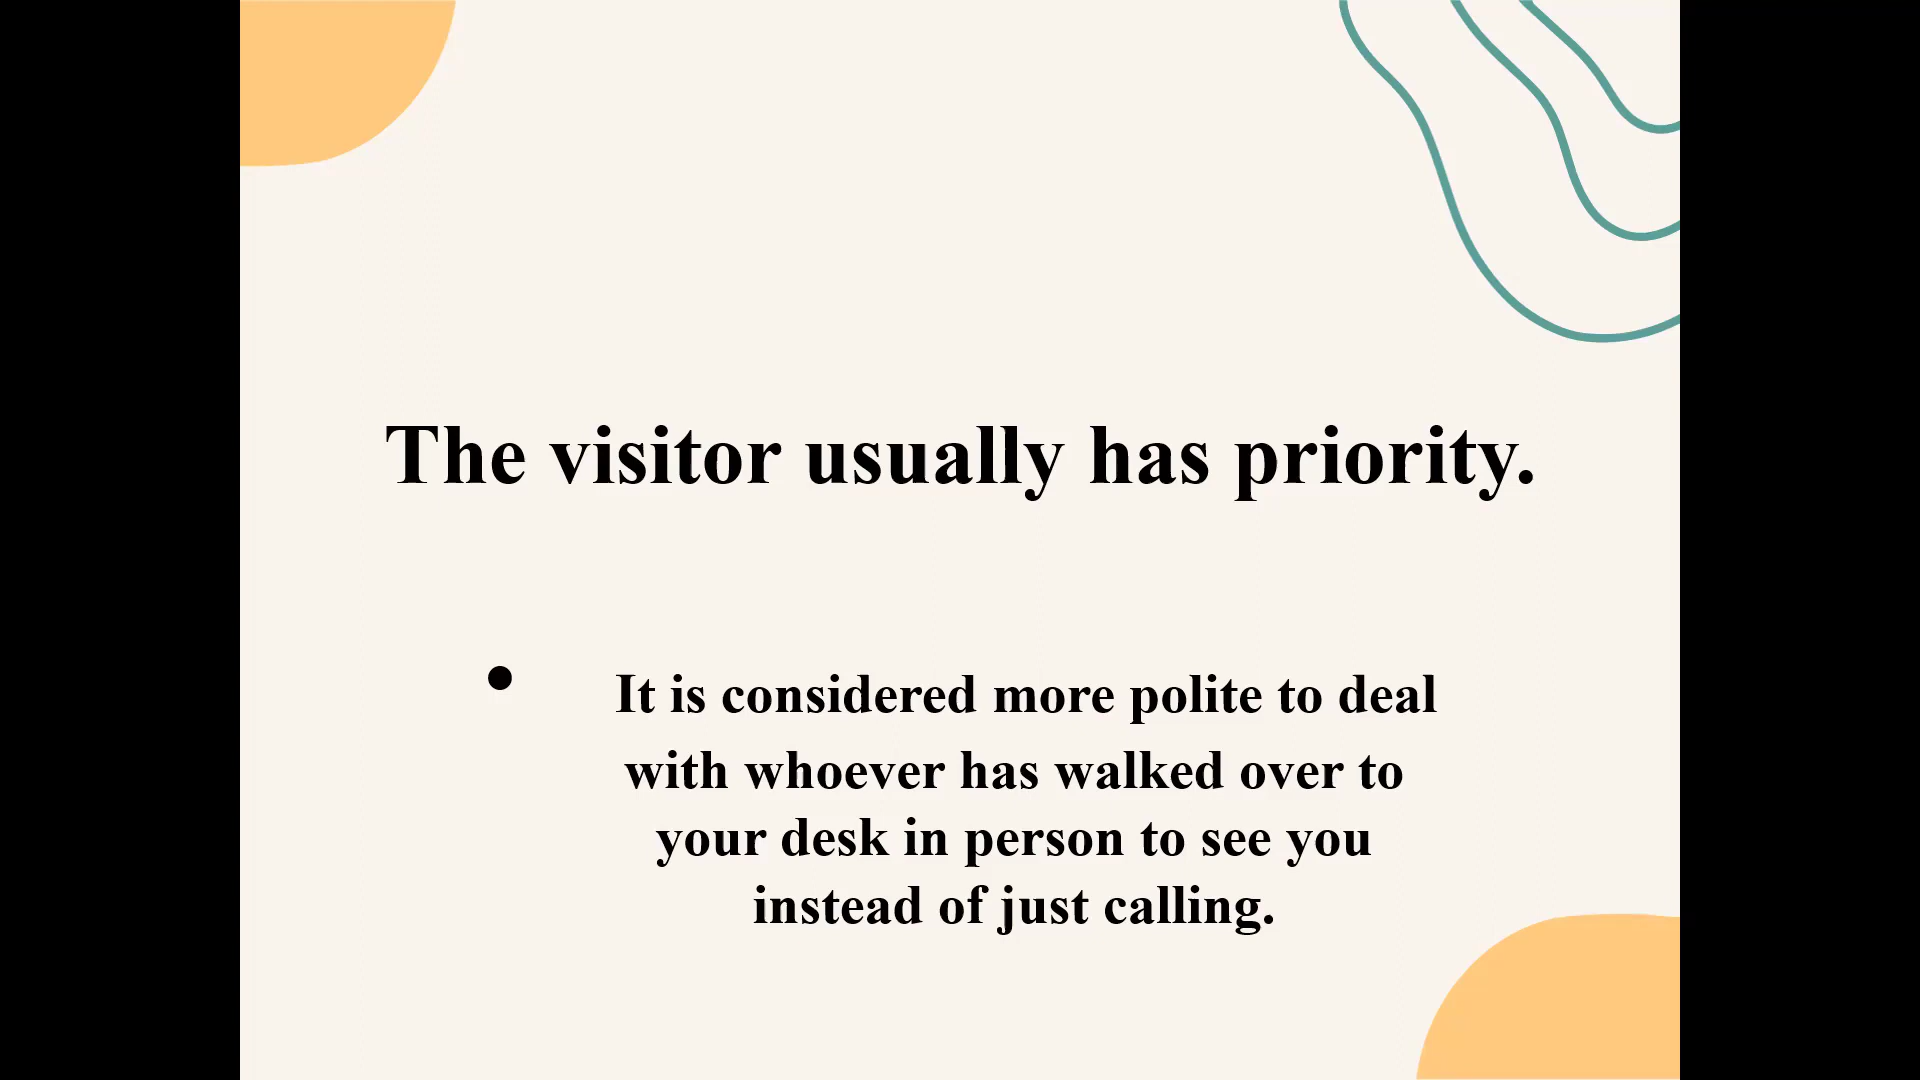 The visitor usually has priority.
• It is considered more polite to deal
with whoever has walked over to
your desk in person to see you
instead of just calling.